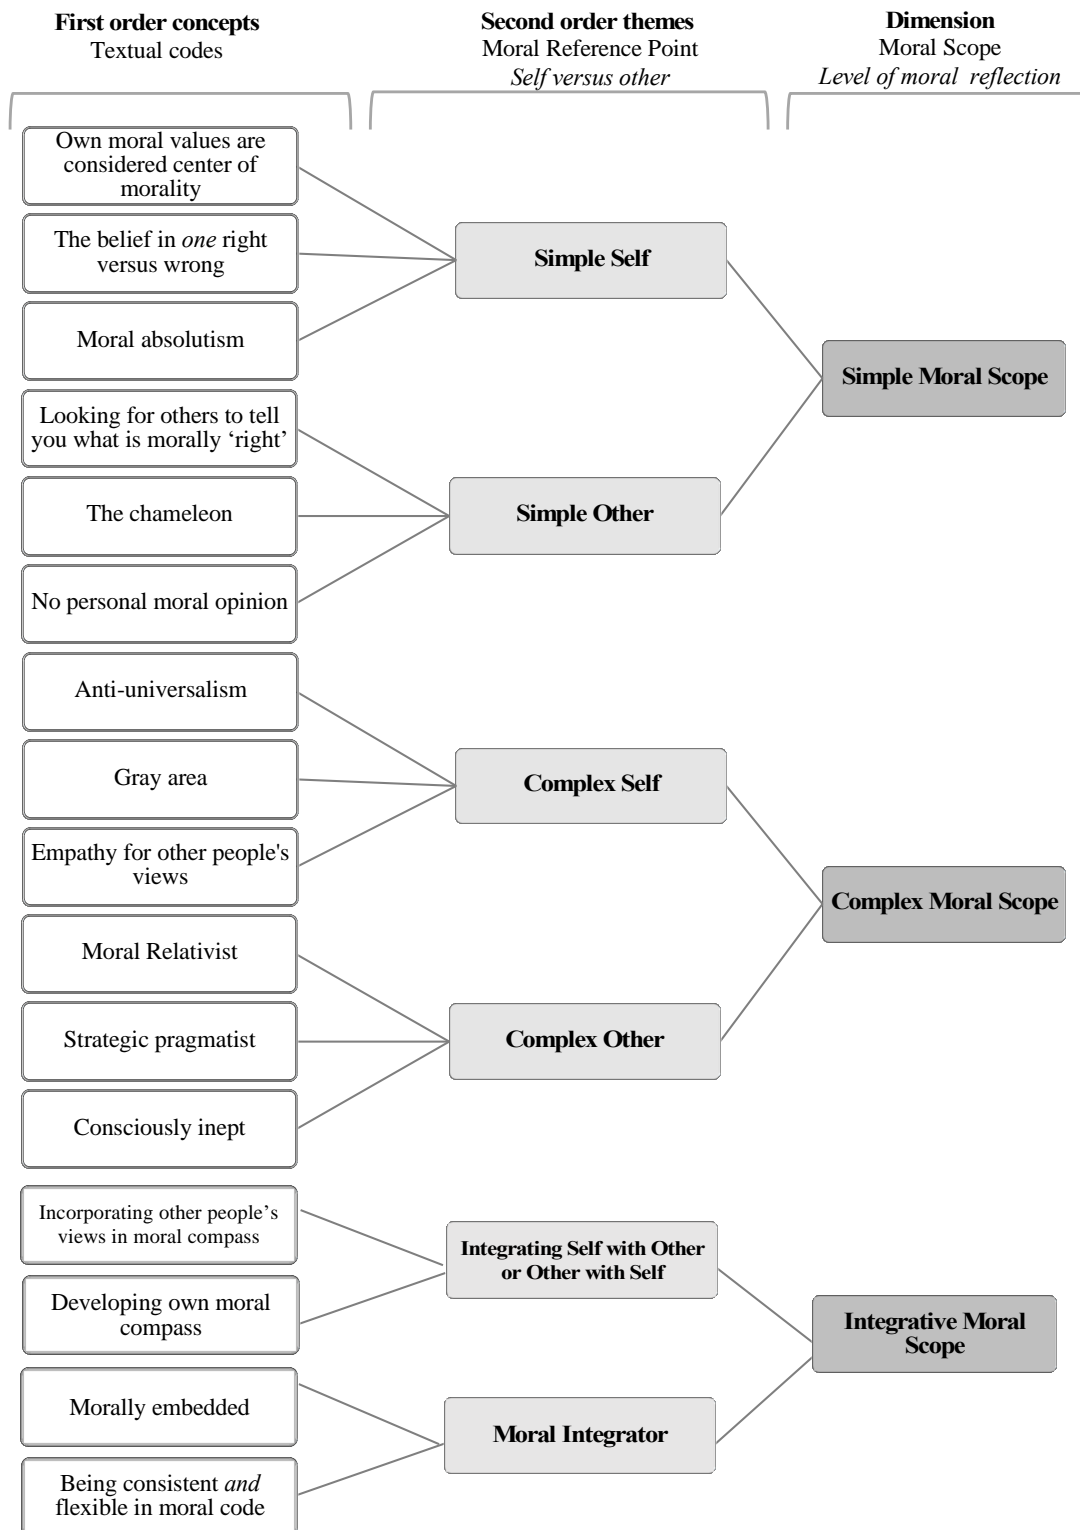 First order concepts
Textual codes
Second order themes
Moral Reference Point
Self versus other
Dimension
Moral Scope
Level of moral reflection
Own moral values are
considered center of
morality
The belief in one right
versus wrong
Moral absolutism
Looking for others to tell
you what is morally ‘right’
The chameleon
No personal moral opinion
Anti-universalism
Gray area
Empathy for other people's
views
Moral Relativist
Strategic pragmatist
Consciously inept
Incorporating other people’s
views in moral compass
Developing own moral
compass
Morally embedded
Being consistent and
flexible in moral code
Simple Self
Simple Other
Complex Self
Complex Other
Integrating Self with Other
or Other with Self
Moral Integrator
Simple Moral Scope
Complex Moral Scope
Integrative Moral
Scope